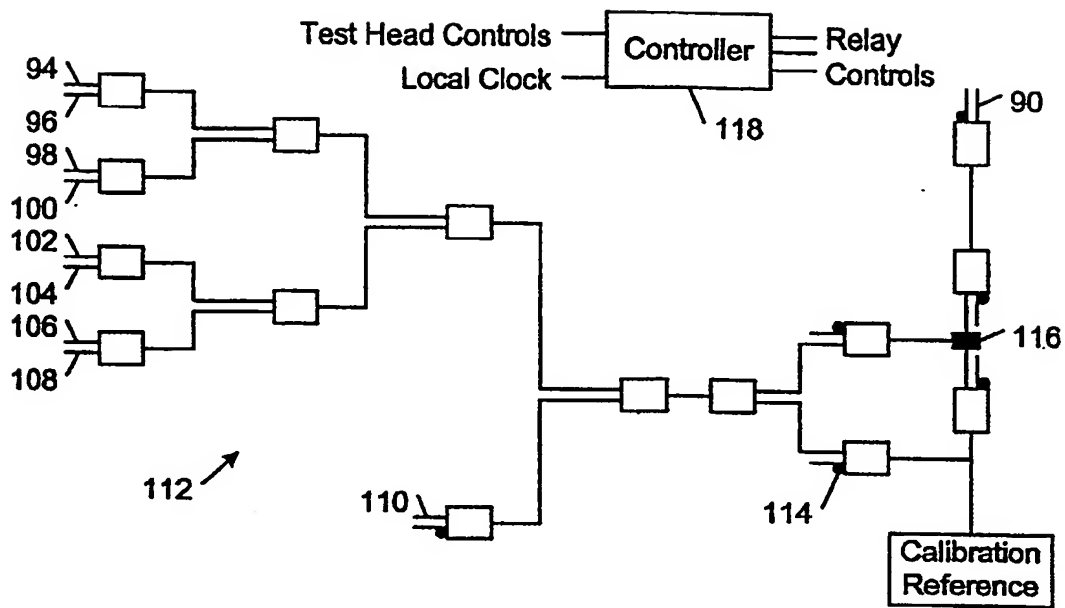 Test Head Controls
Local Clock
Controller
Relay
Controls
118
90
94
96
98
100
102
104
106
108
116
112
110
114
Calibration
Reference